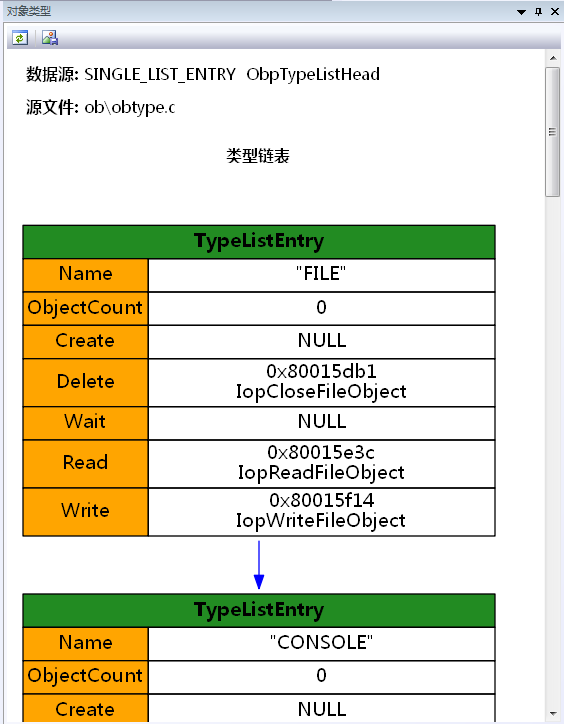 对象类型
数据源: SINGLE_LIST_ENTRY ObpTypeListHead
源文件: ob\obtype.c
类型链表
TypeListEntry
Name "FILE"
ObjectCount 0
Create NULL
Delete 0x80015db1
IopCloseFileObject
Wait NULL
Read 0x80015e3c
IopReadFileObject
Write 0x80015f14
IopWriteFileObject
TypeListEntry
Name "CONSOLE"
ObjectCount 0
Create NULL